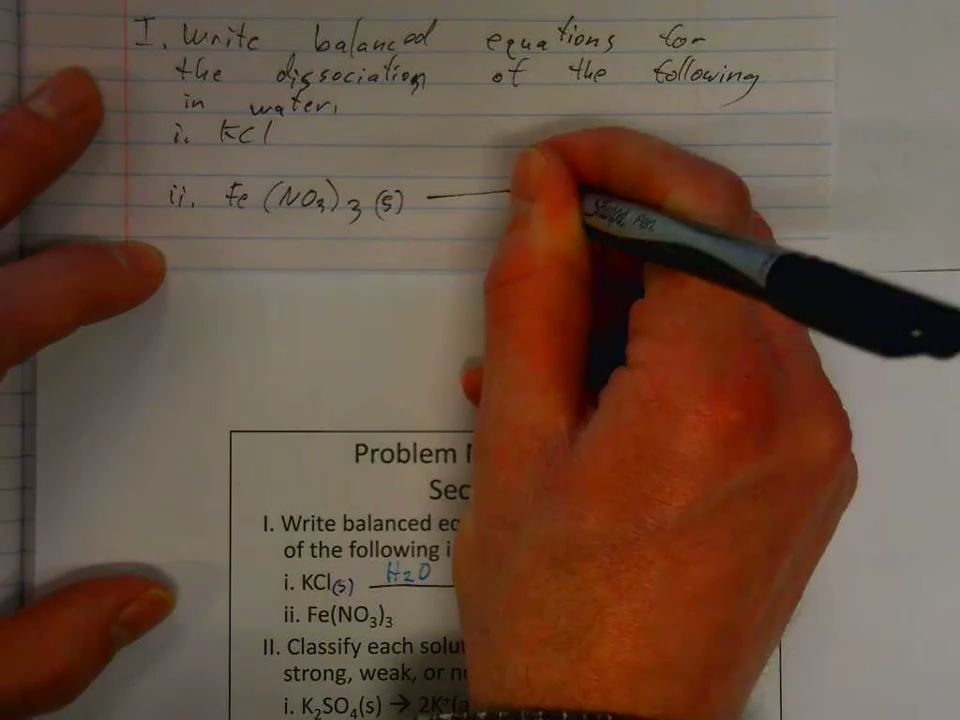 I. Write balanced equations for
the dissociation of the following
in water.
i. KCl
ii. Fe (NO₃)₃ (s)
Problem
Sec
I. Write balanced eq
of the following i
H₂O
i. KCl(s)
ii. Fe(NO₃)₃
II. Classify each solu
strong, weak, or n
i. K₂SO₄(s) → 2K⁺(a